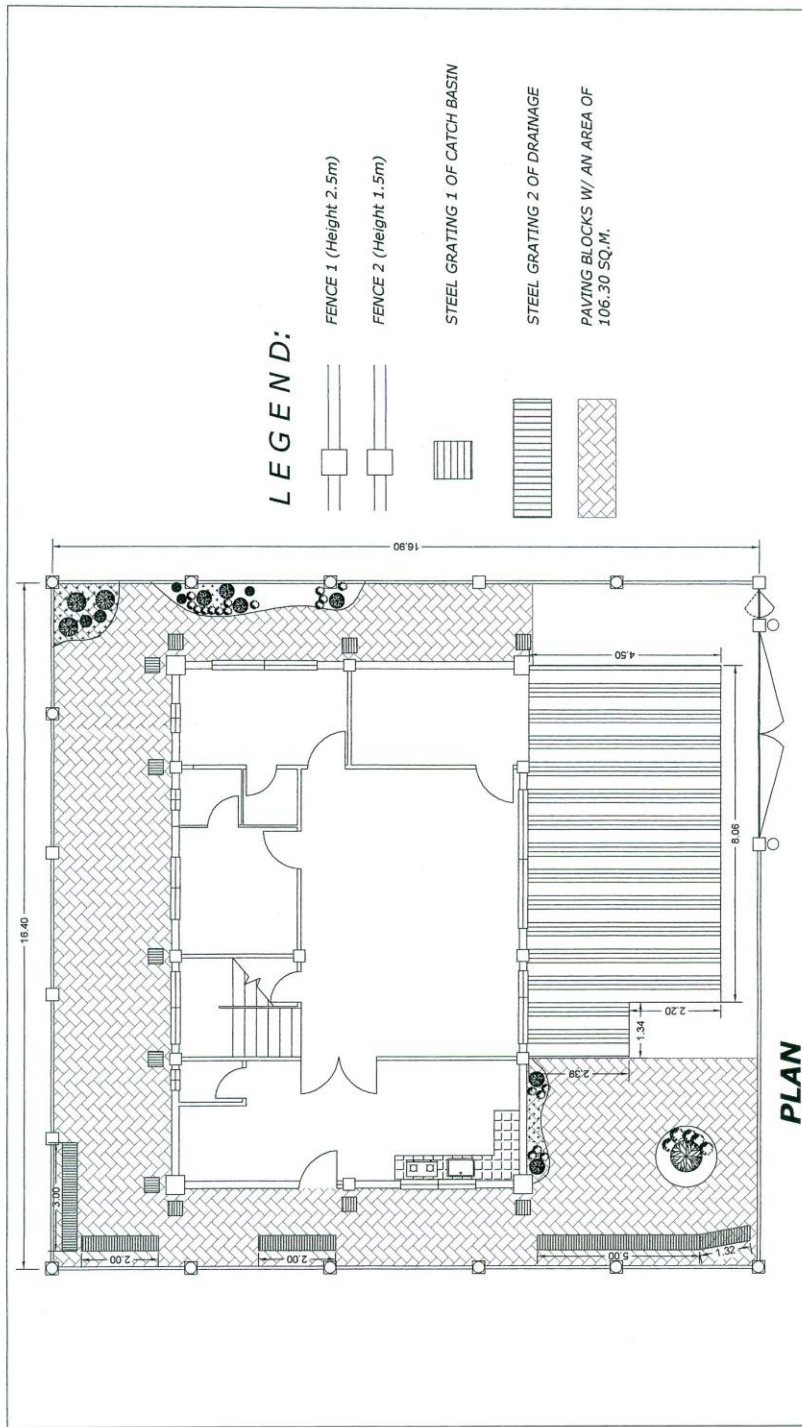 LEGEND:
FENCE 1 (Height 2.5m)
FENCE 2 (Height 1.5m)
STEEL GRATING 1 OF CATCH BASIN
STEEL GRATING 2 OF DRAINAGE
PAVING BLOCKS W/ AN AREA OF
106.30 SQ.M.
16.40
16.90
3.00
2.00
2.00
5.00
1.32
2.39
1.34
2.20
8.06
4.50
PLAN